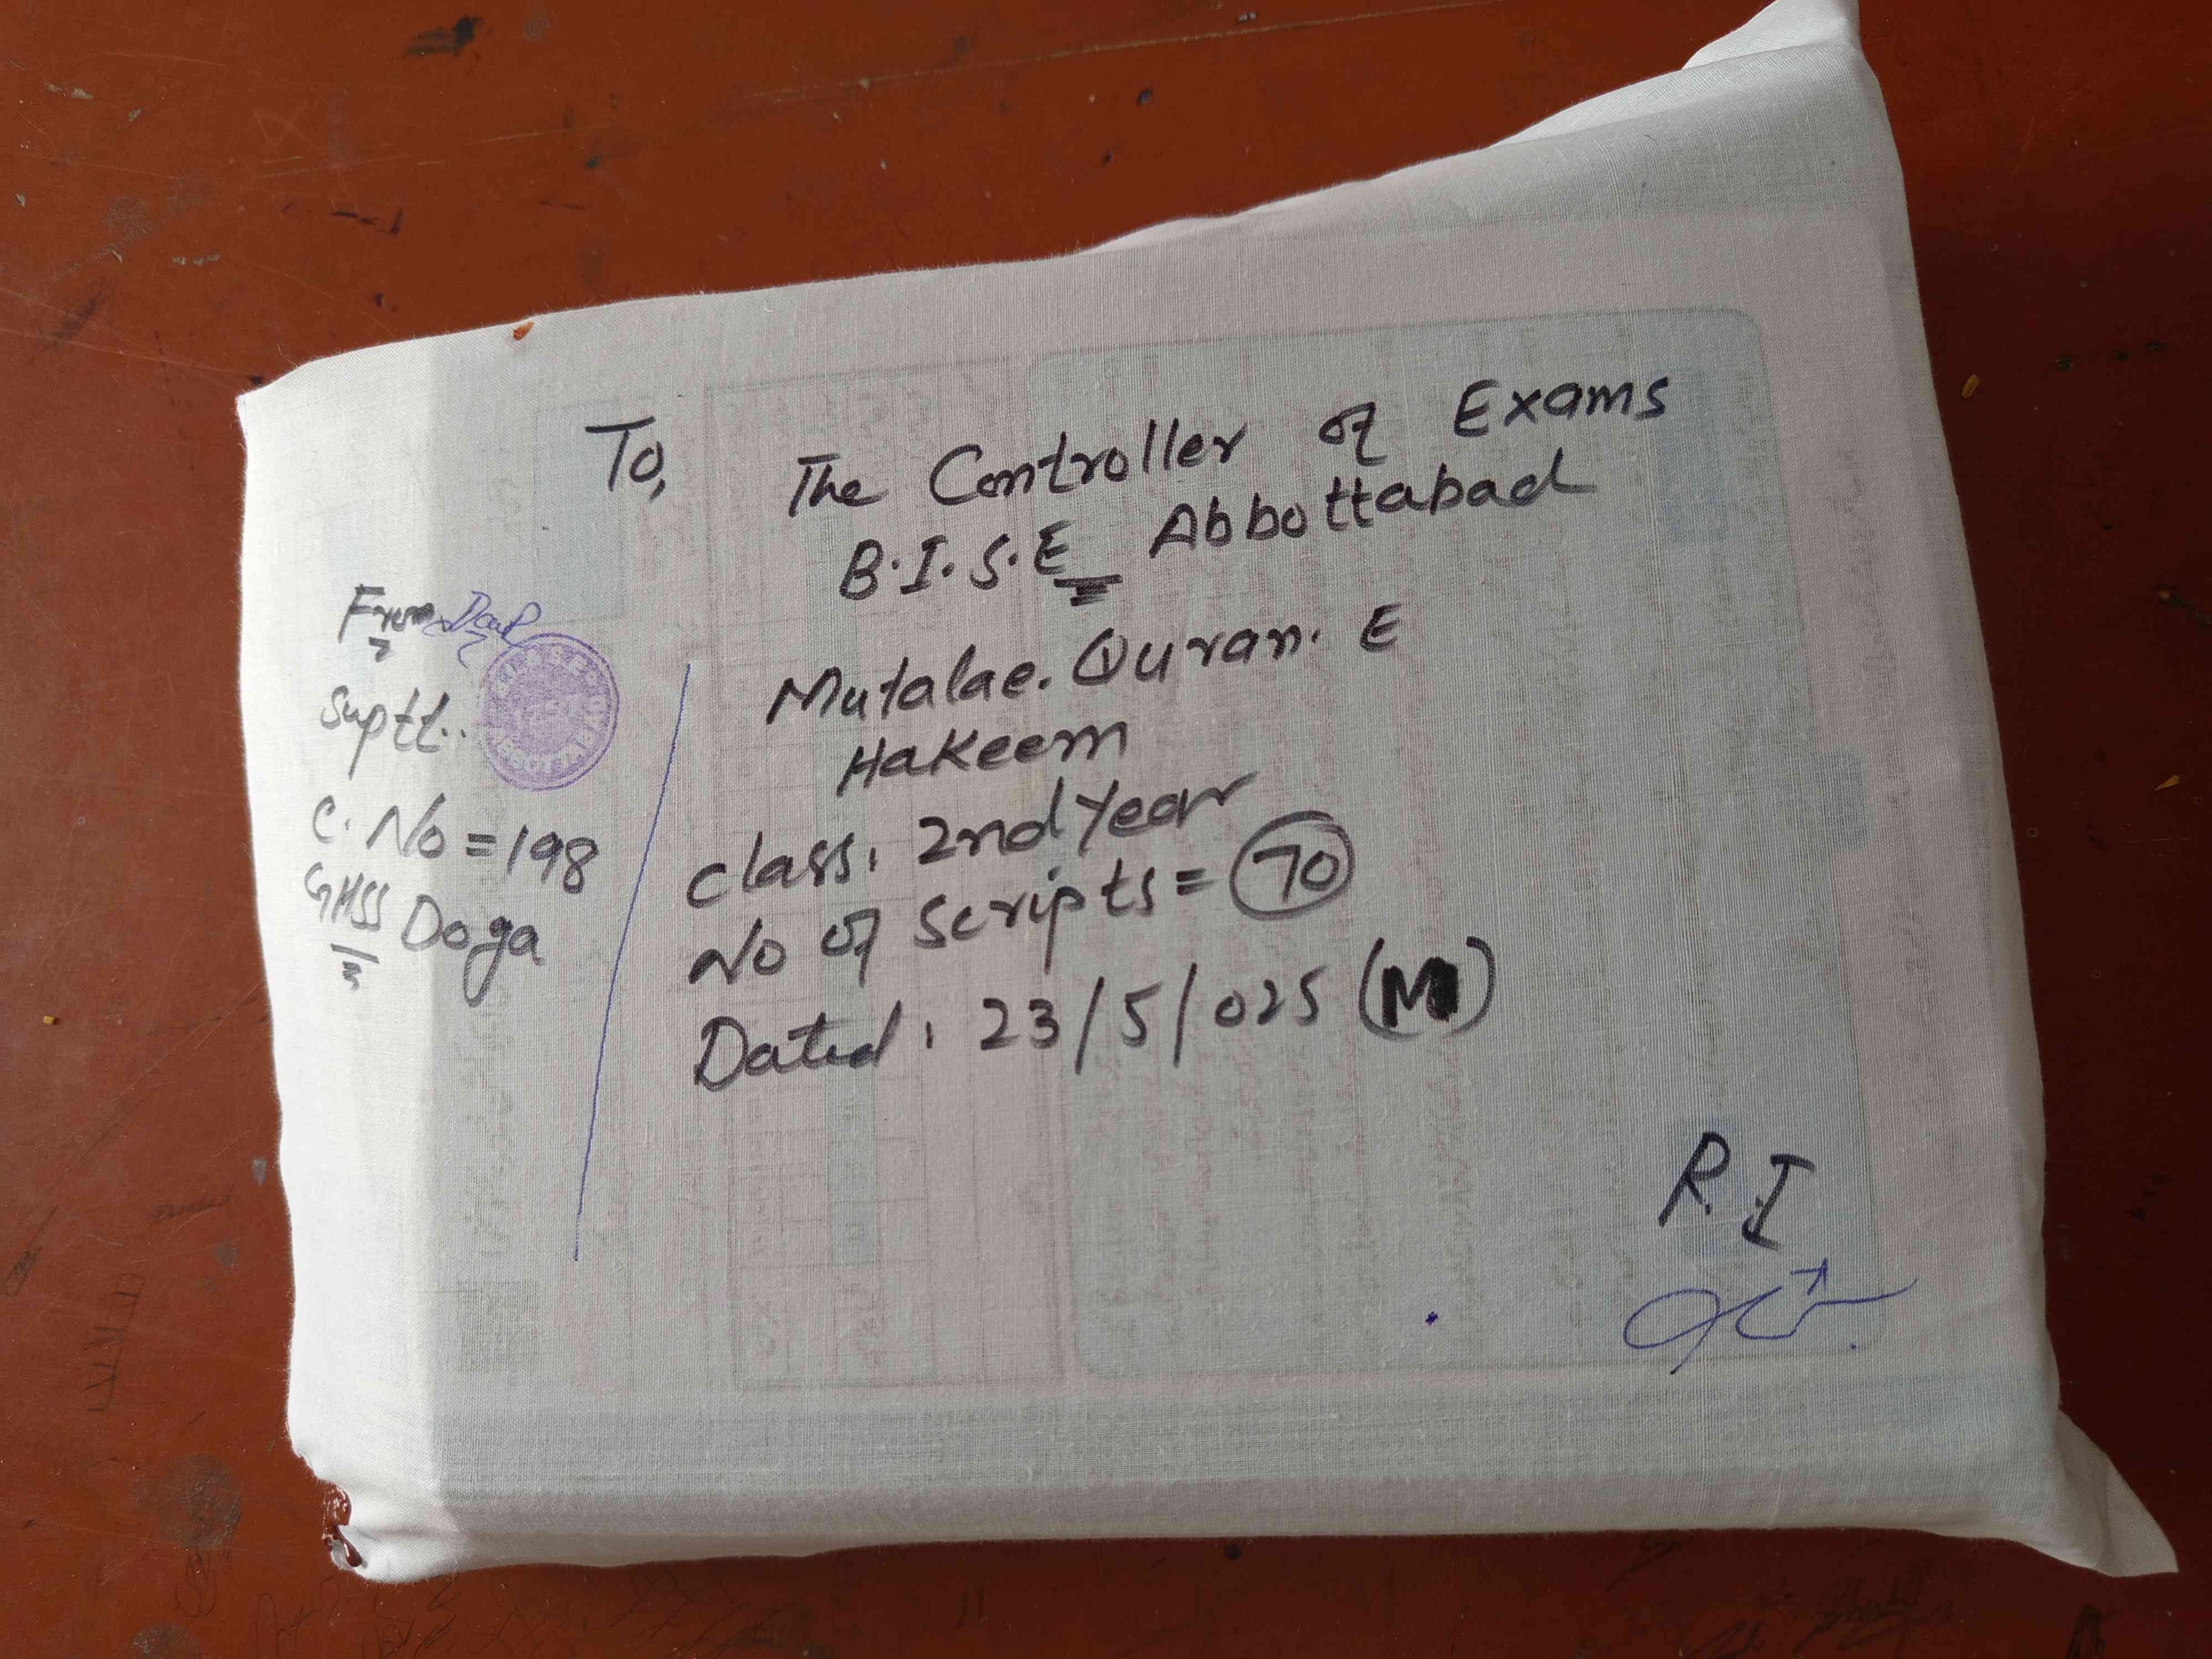 To,
The Controller of Exams
B.I.S.E Abbottabad
From
Suptt..
C. No = 198
GHSS Doga
Mutalae. Quran. E
Hakeem
Class: 2nd Year
No of Scripts = 70
Dated: 23/5/025 (M)
R.I